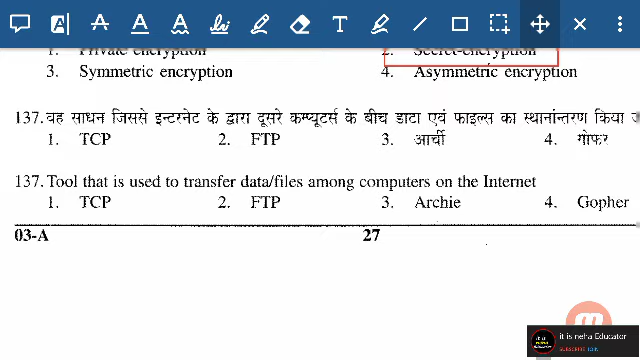 1. Private encryption 2. Secret-encryption
3. Symmetric encryption 4. Asymmetric encryption
137. वह साधन जिससे इन्टरनेट के द्वारा दूसरे कम्प्यूटर्स के बीच डाटा एवं फाइल्स का स्थानांन्तरण किया
1. TCP 2. FTP 3. आर्ची 4. गोफर
137. Tool that is used to transfer data/files among computers on the Internet
1. TCP 2. FTP 3. Archie 4. Gopher
03-A 27
it is neha Educator
SUBSCRIBE JOIN